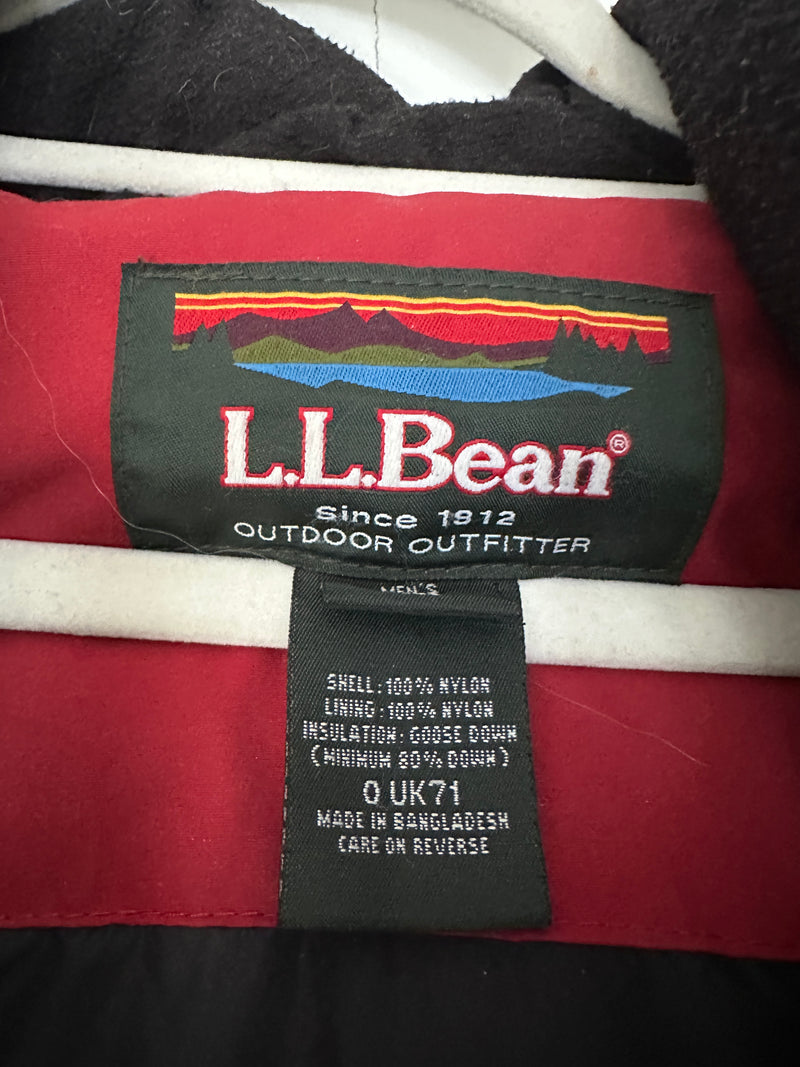 L.L.Bean®
Since 1912
OUTDOOR OUTFITTER
MEN'S
SHELL: 100% NYLON
LINING: 100% NYLON
INSULATION: GOOSE DOWN
(MINIMUM 80% DOWN)
0 UK71
MADE IN BANGLADESH
CARE ON REVERSE